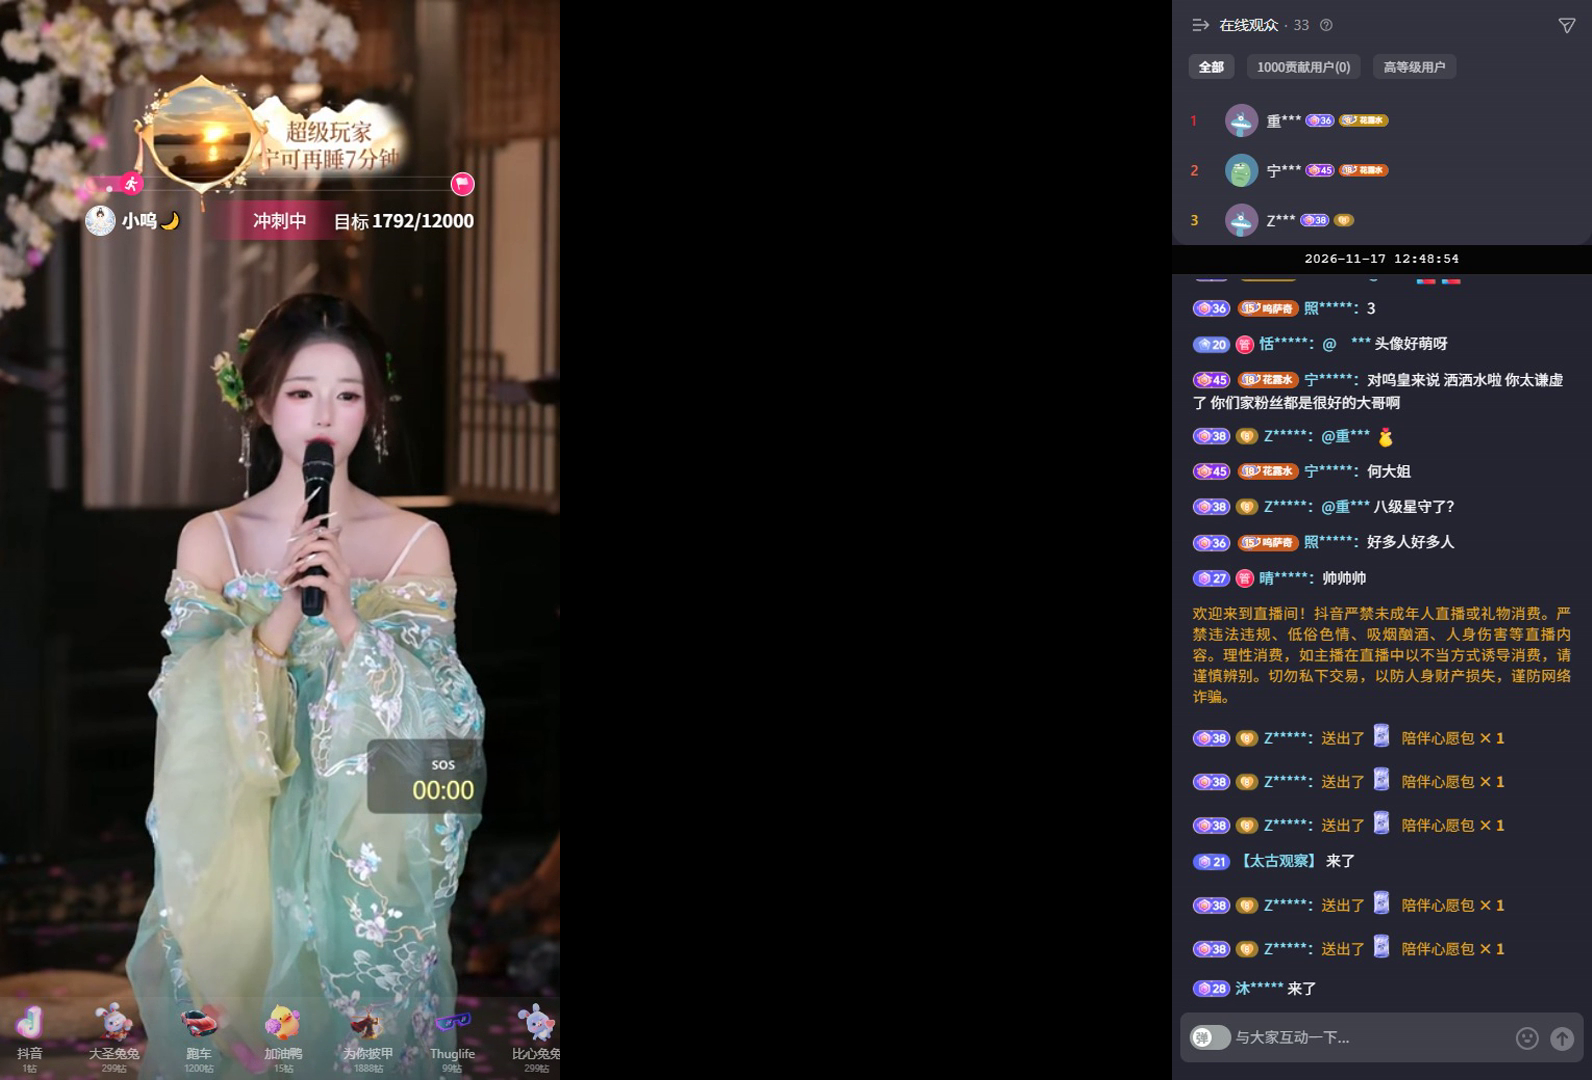 超级玩家
宁可再睡7分钟
小呜🌙
冲刺中
目标 1792/12000
sos
00:00
抖音
1钻
大圣兔兔
299钻
跑车
1200钻
加油鸭
15钻
为你披甲
1888钻
Thuglife
99钻
比心兔兔
299钻
在线观众 · 33
全部
1000贡献用户(0)
高等级用户
1 重*** 36 花露水
2 宁*** 45 花露水
3 Z*** 38
2026-11-17 12:48:54
36 15 呜萨奇 照*****： 3
20 管 恬*****： @ *** 头像好萌呀
45 花露水 宁*****： 对呜皇来说 洒洒水啦 你太谦虚
了 你们家粉丝都是很好的大哥啊
38 Z*****： @重***
45 花露水 宁*****： 何大姐
38 Z*****： @重*** 八级星守了？
36 15 呜萨奇 照*****： 好多人好多人
27 管 晴*****： 帅帅帅
欢迎来到直播间！抖音严禁未成年人直播或礼物消费。严
禁违法违规、低俗色情、吸烟酗酒、人身伤害等直播内
容。理性消费，如主播在直播中以不当方式诱导消费，请
谨慎辨别。切勿私下交易，以防人身财产损失，谨防网络
诈骗。
38 Z*****： 送出了 陪伴心愿包 × 1
38 Z*****： 送出了 陪伴心愿包 × 1
38 Z*****： 送出了 陪伴心愿包 × 1
21 【太古观察】 来了
38 Z*****： 送出了 陪伴心愿包 × 1
38 Z*****： 送出了 陪伴心愿包 × 1
28 沐***** 来了
弹 与大家互动一下...